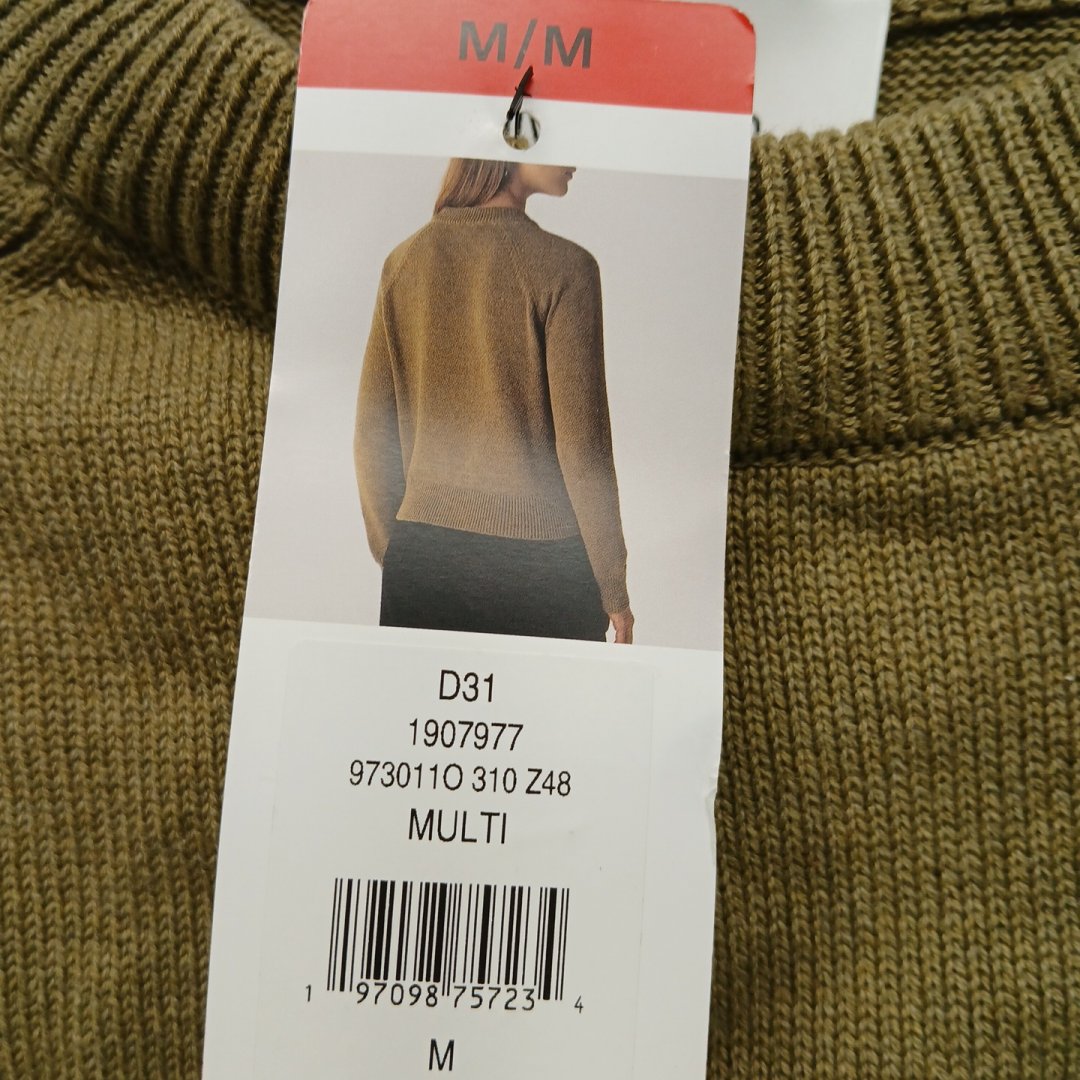 M/M
D31
1907977
973011O 310 Z48
MULTI
1 97098 75723 4
M